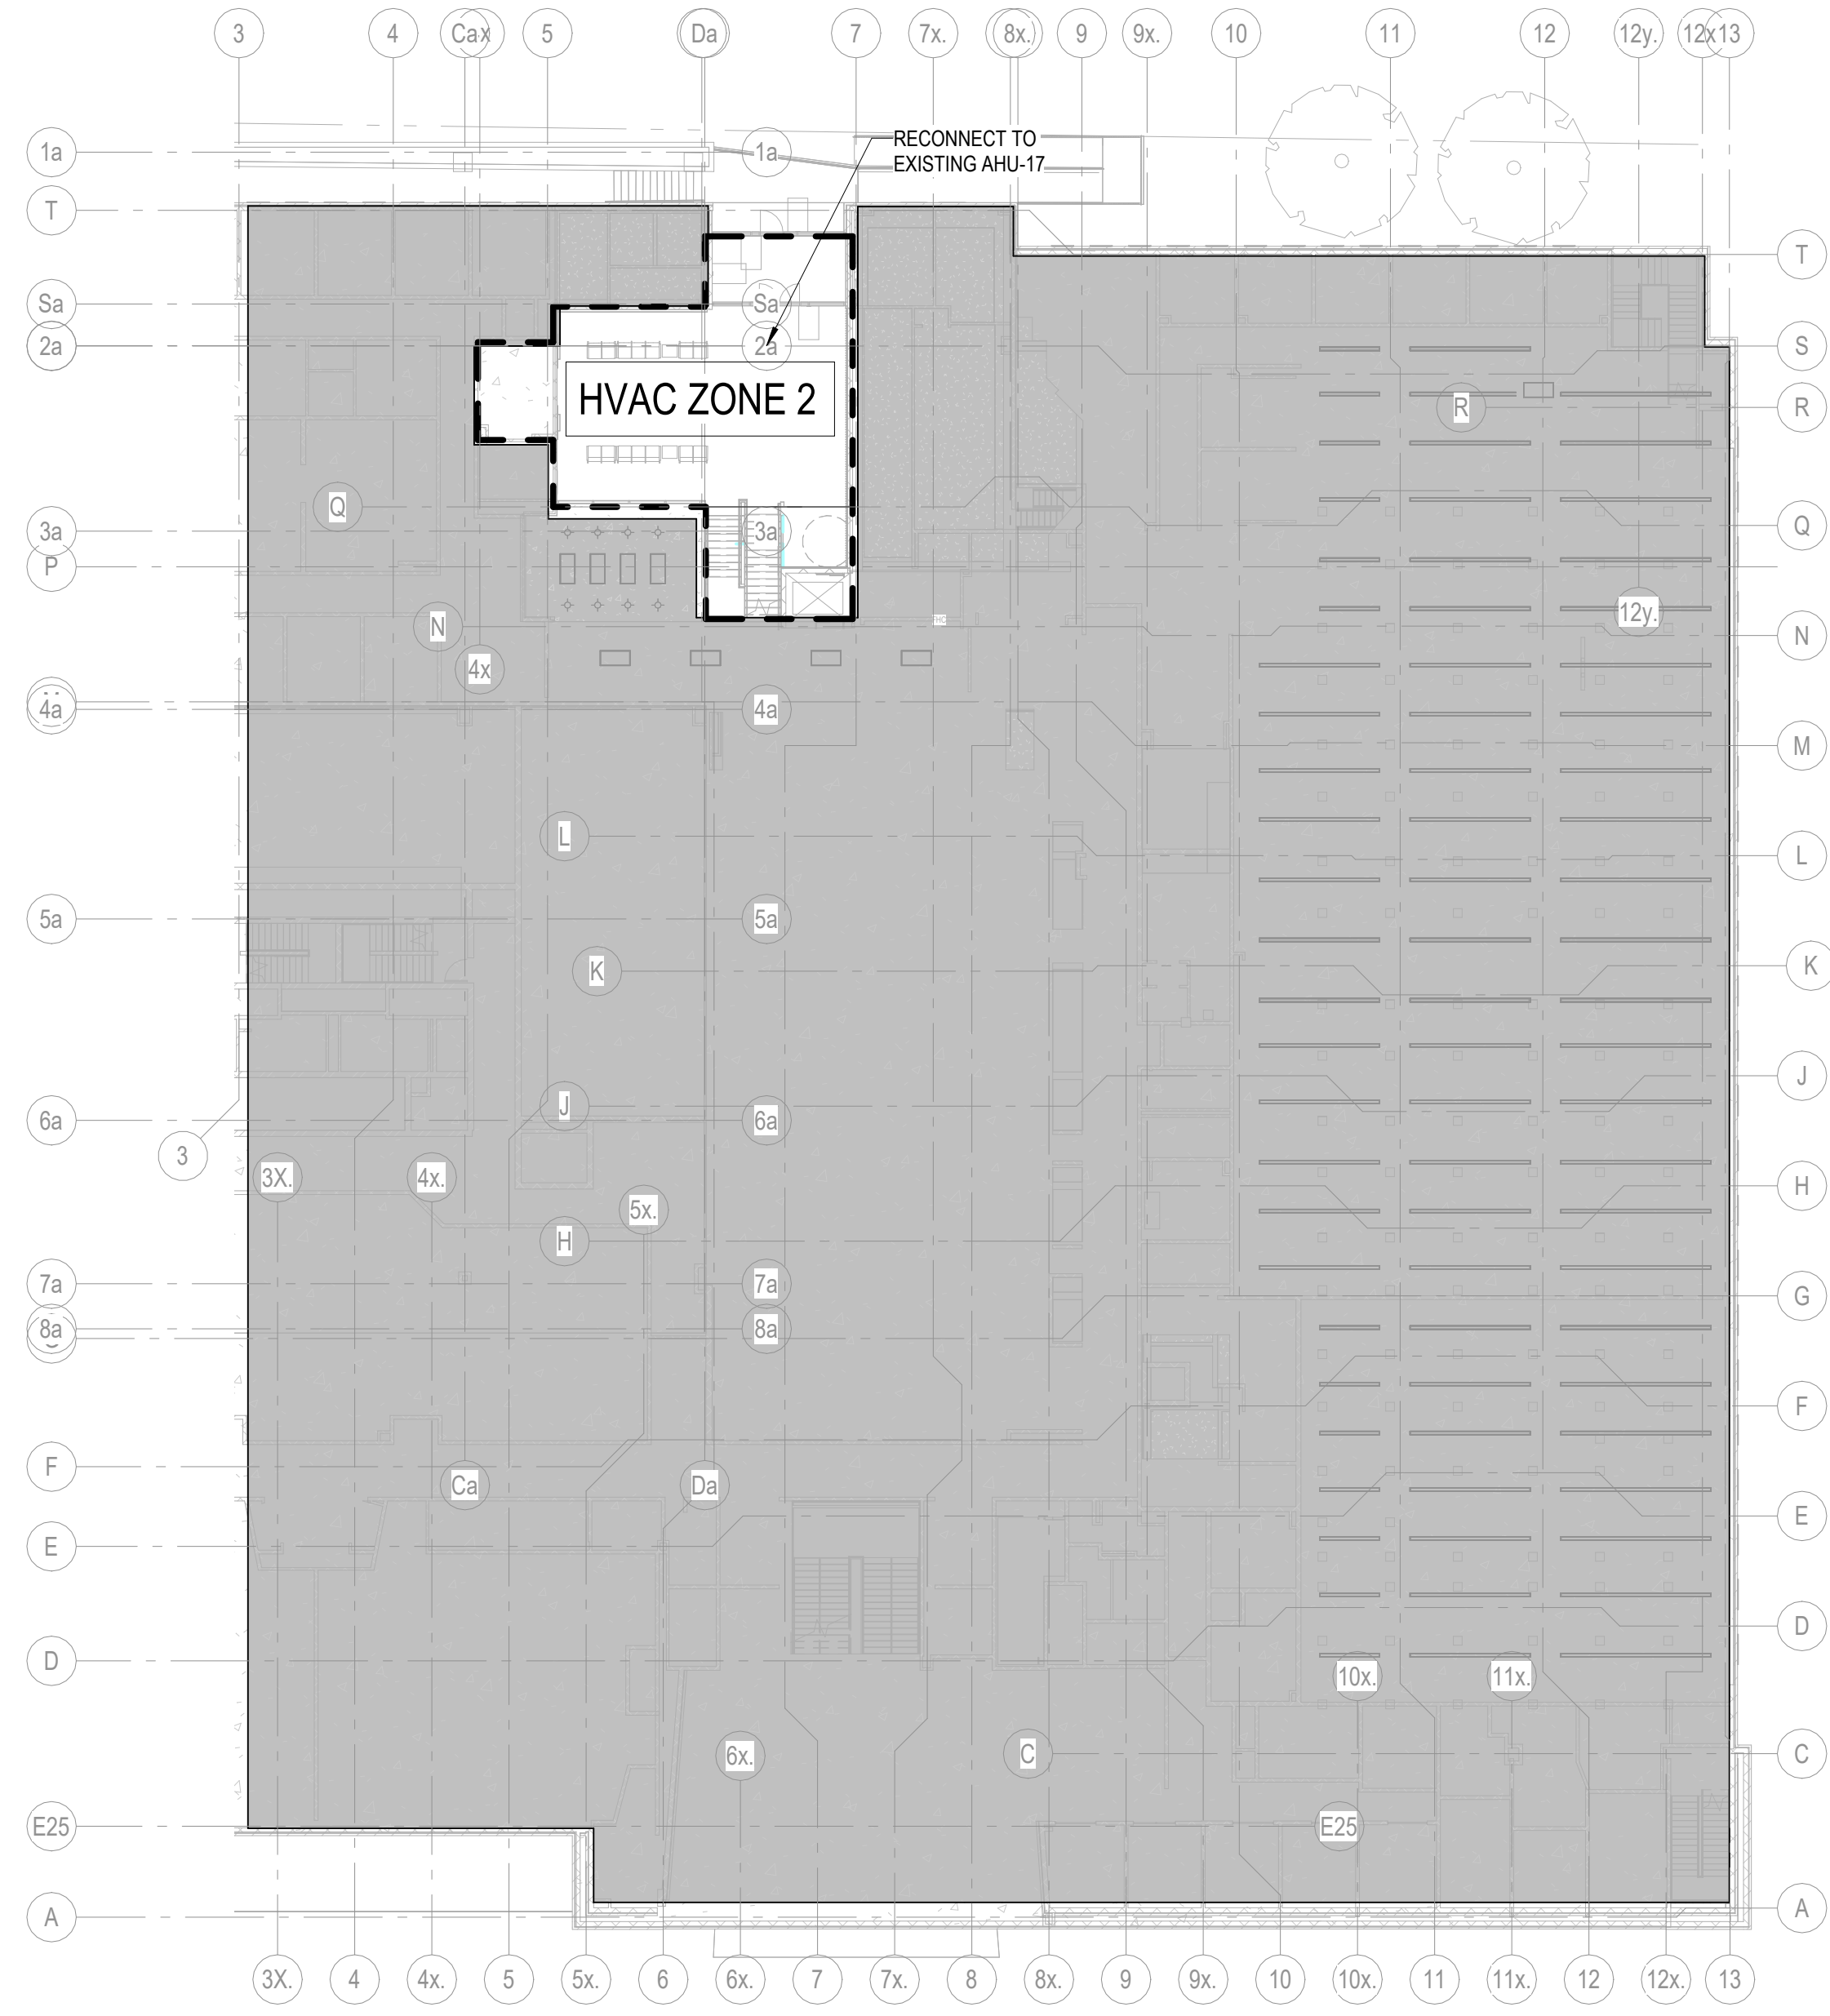 3 4 Ca 5 Da 7 7x. 8x. 9 9x. 10 11 12 12y. 12x 13
RECONNECT TO
EXISTING AHU-17
1a 1a
T T
Sa Sa
2a 2a S
HVAC ZONE 2
R R
Q Q
3a 3a
P
12y.
N N
4x
4a 4a
M
L L
5a 5a
K K
J J
6a 6a
3
3X. 4x. H
5x.
H
7a 7a G
8a 8a
F
F
Ca Da
E
E
D
D
10x. 11x.
6x. C C
E25 E25
A A
3X. 4 4x. 5 5x. 6 6x. 7 7x. 8 8x. 9 9x. 10 10x. 11 11x. 12 12x. 13